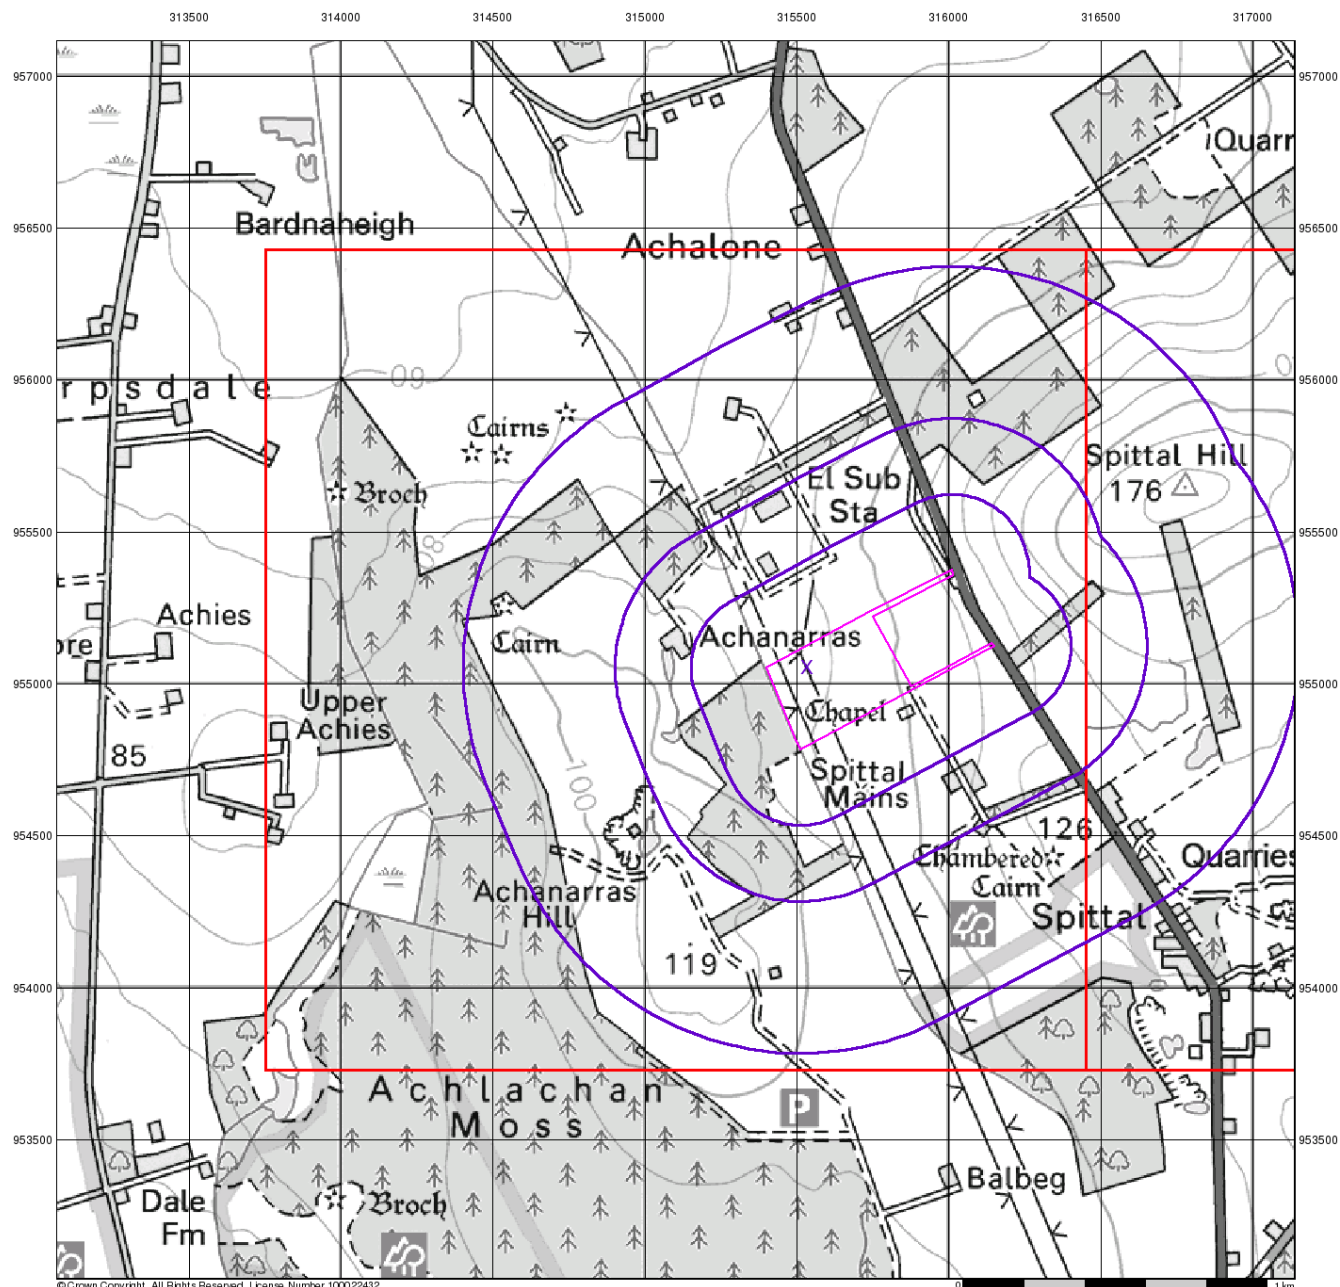 313500 314000 314500 315000 315500 316000 316500 317000
957000 957000
Quarr
Bardnaheigh
956500 956500
Achalone
956000 956000
rpsdale
60
Cairns
Spittal Hill
176
El Sub
Sta
Broch
955500 955500
80
Achies
Cairn
Achanarras
ore
955000 955000
Upper
Achies
Chapel
85
100
Spittal
Mains
954500 954500
126
Chambered
Cairn
Quarries
Achanarras
Hill
Spittal
119
954000 954000
Achlachan
Moss
P
953500 953500
Balbeg
Dale
Fm
Broch
© Crown Copyright. All Rights Reserved. License Number 100022432
0 1 km